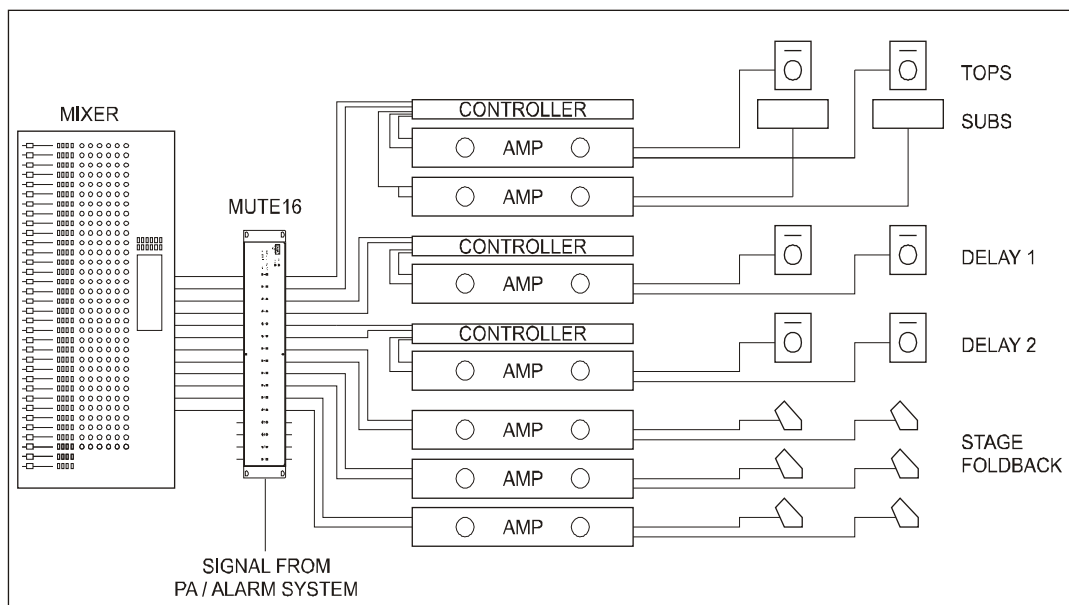 MIXER
MUTE16
SIGNAL FROM
PA / ALARM SYSTEM
CONTROLLER
AMP
AMP
CONTROLLER
AMP
CONTROLLER
AMP
AMP
AMP
AMP
TOPS
SUBS
DELAY 1
DELAY 2
STAGE
FOLDBACK